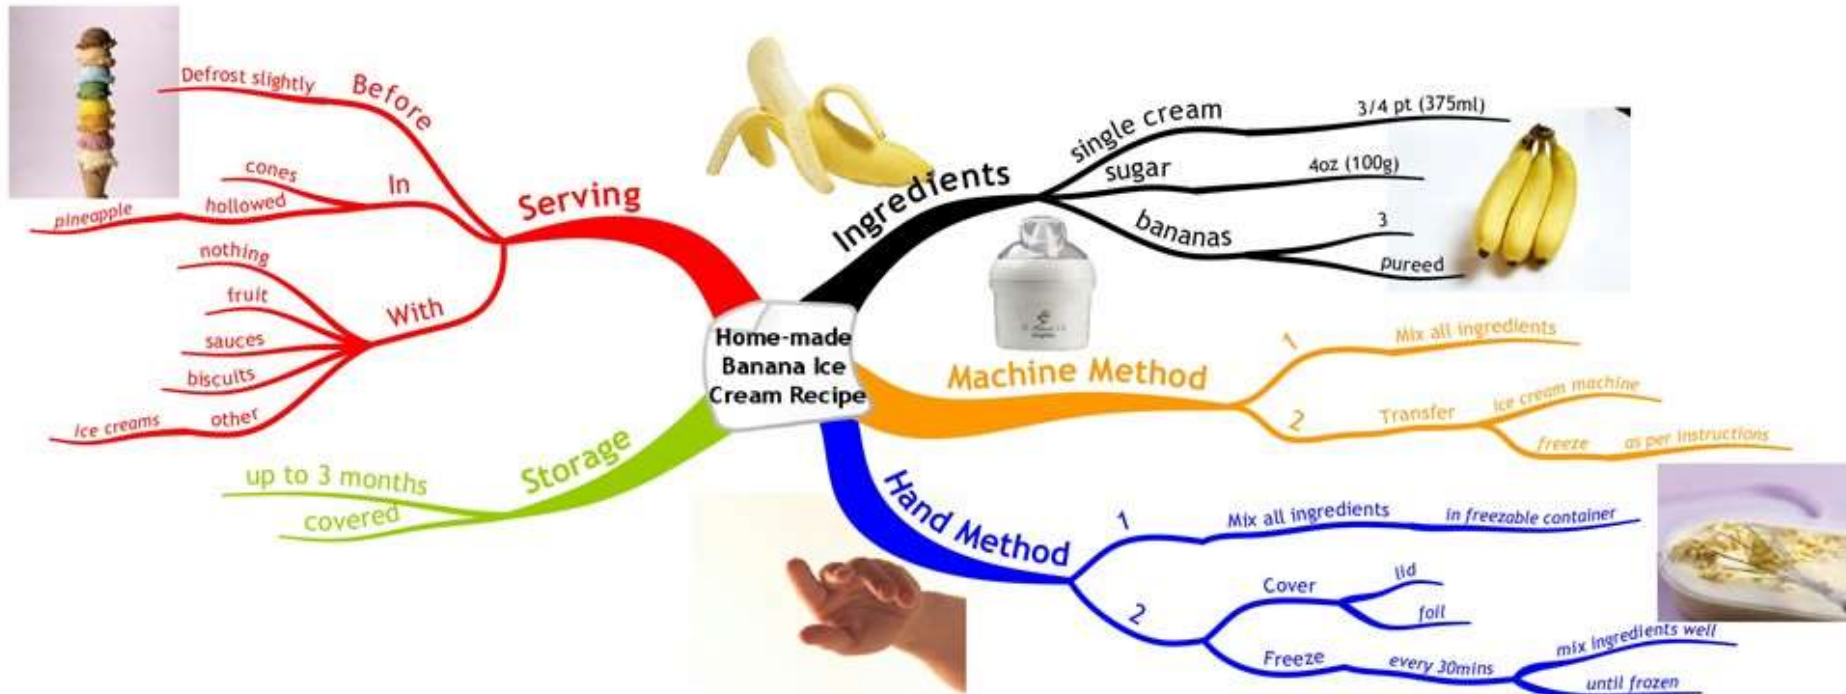 Home-made
Banana Ice
Cream Recipe
Ingredients
single cream
3/4 pt (375ml)
sugar
4oz (100g)
bananas
3
pureed
Machine Method
1
Mix all ingredients
2
Transfer
ice cream machine
freeze
as per instructions
Hand Method
1
Mix all ingredients
in freezable container
2
Cover
lid
foil
Freeze
every 30mins
mix ingredients well
until frozen
Storage
up to 3 months
covered
Serving
Before
Defrost slightly
In
cones
hollowed
pineapple
With
nothing
fruit
sauces
biscuits
other
ice creams